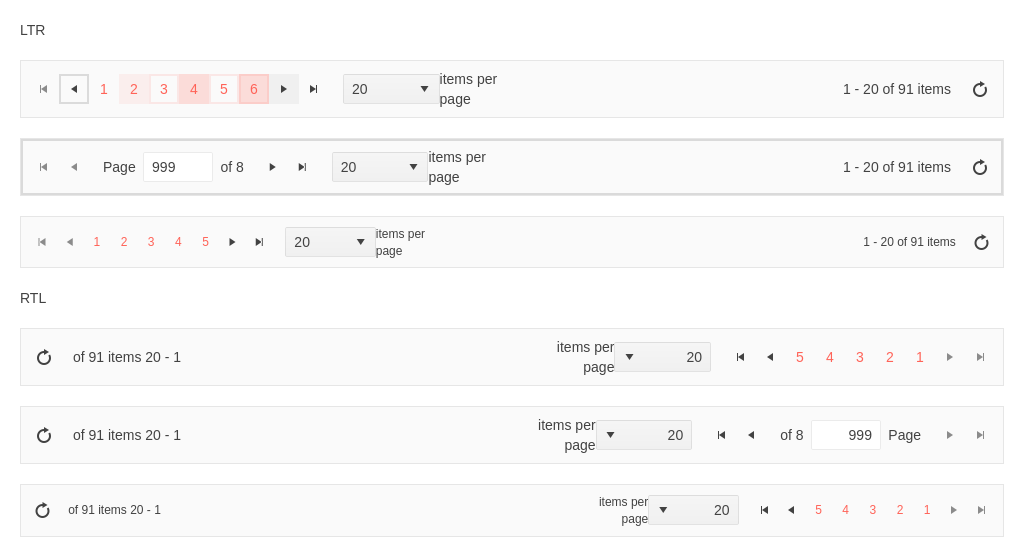 LTR
1 2 3 4 5 6 20 items per page 1 - 20 of 91 items
Page 999 of 8 20 items per page 1 - 20 of 91 items
1 2 3 4 5 20 items per page 1 - 20 of 91 items
RTL
of 91 items 20 - 1 items per page 20 5 4 3 2 1
of 91 items 20 - 1 items per page 20 of 8 999 Page
of 91 items 20 - 1 items per page 20 5 4 3 2 1